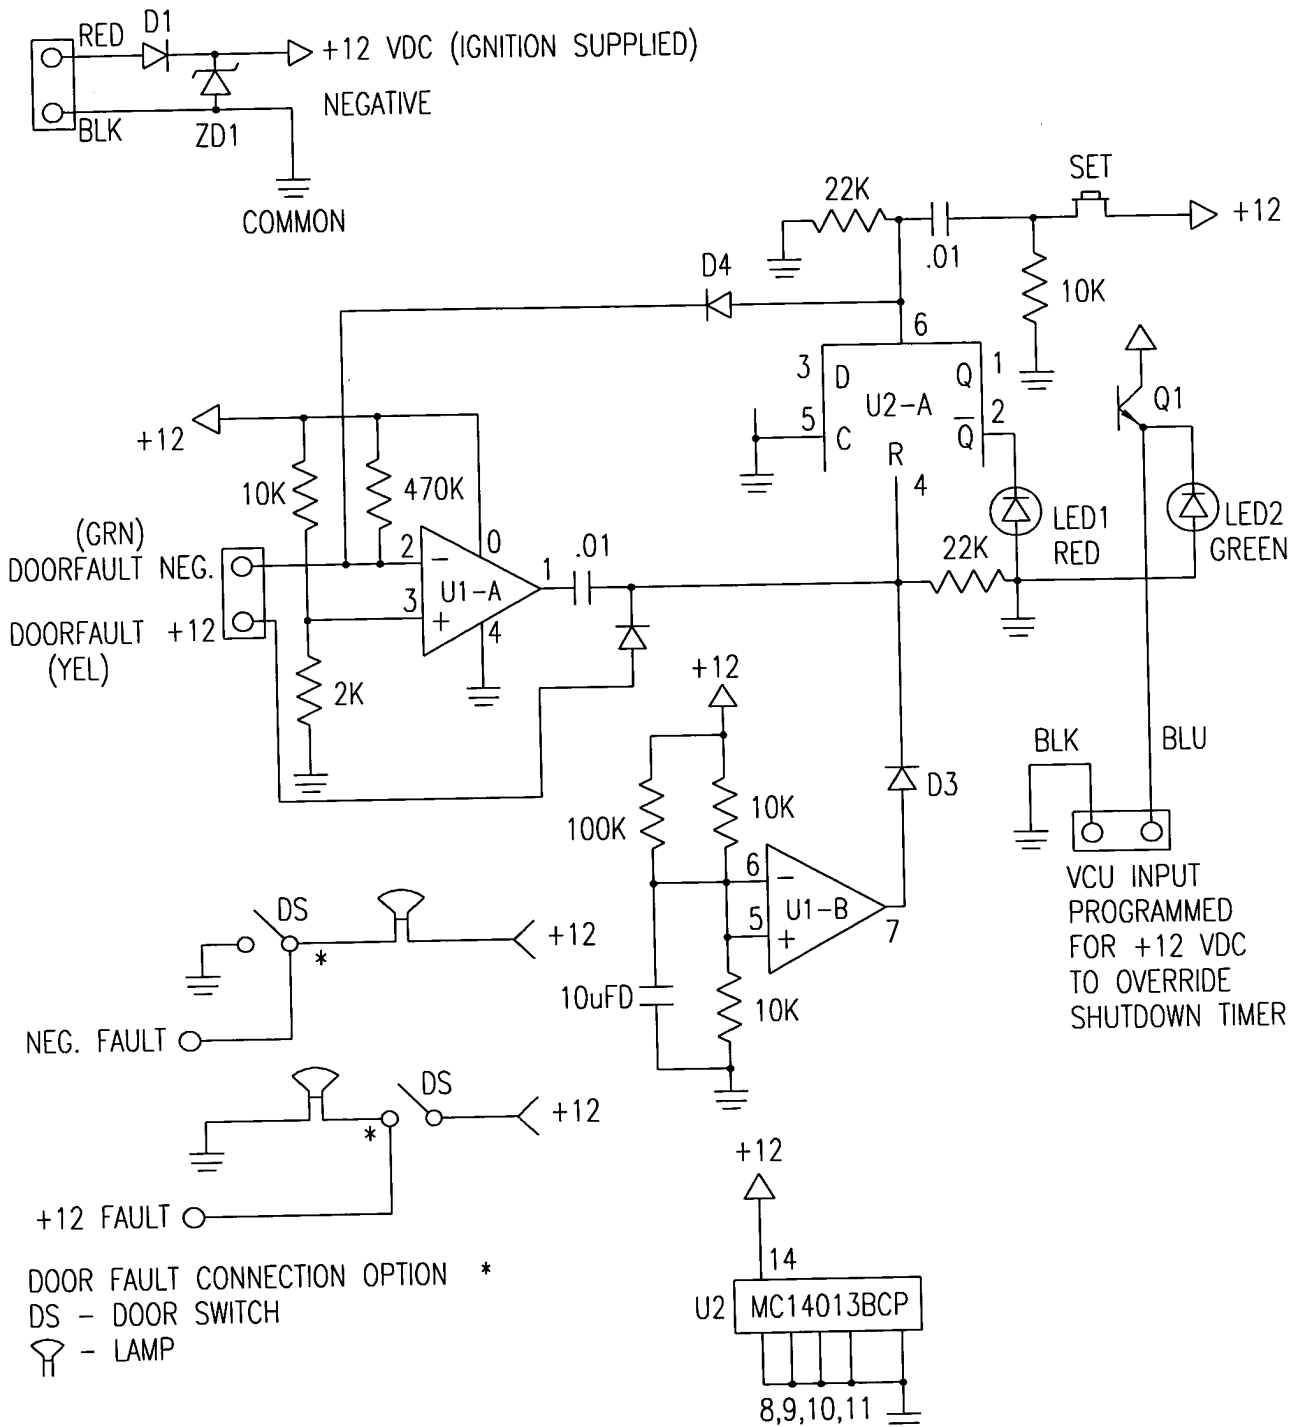 RED
D1
+12 VDC (IGNITION SUPPLIED)
NEGATIVE
BLK
ZD1
COMMON
SET
22K
+12
.01
D4
10K
6
3
D
Q
1
U2-A
5
2
C
Q
R
4
Q1
+12
10K
470K
LED1
RED
LED2
GREEN
(GRN)
DOORFAULT NEG.
2
−
0
.01
22K
1
U1-A
3
+
4
DOORFAULT +12
(YEL)
2K
+12
BLK
BLU
D3
100K
10K
6
−
U1-B
5
+
7
10uFD
10K
VCU INPUT
PROGRAMMED
FOR +12 VDC
TO OVERRIDE
SHUTDOWN TIMER
DS
*
+12
NEG. FAULT
DS
*
+12
+12 FAULT
DOOR FAULT CONNECTION OPTION *
DS - DOOR SWITCH
- LAMP
+12
14
U2
MC14013BCP
8,9,10,11